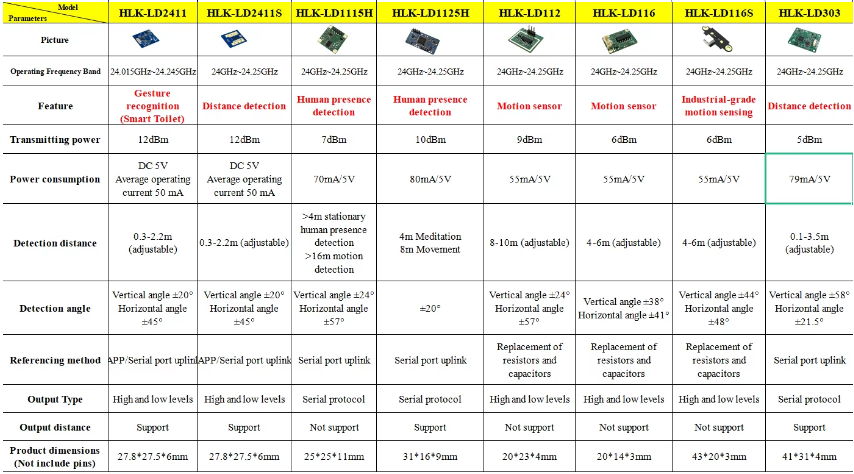 Model
Parameters
HLK-LD2411 HLK-LD2411S HLK-LD1115H HLK-LD1125H HLK-LD112 HLK-LD116 HLK-LD116S HLK-LD303
Picture
Operating Frequency Band 24.015GHz~24.245GHz 24GHz~24.25GHz 24GHz~24.25GHz 24GHz~24.25GHz 24GHz~24.25GHz 24GHz~24.25GHz 24GHz~24.25GHz 24GHz~24.25GHz
Feature
Gesture
recognition
(Smart Toilet)
Distance detection
Human presence
detection
Human presence
detection
Motion sensor
Motion sensor
Industrial-grade
motion sensing
Distance detection
Transmitting power 12dBm 12dBm 7dBm 10dBm 9dBm 6dBm 6dBm 5dBm
Power consumption
DC 5V
Average operating
current 50 mA
DC 5V
Average operating
current 50 mA
70mA/5V
80mA/5V
55mA/5V
55mA/5V
55mA/5V
79mA/5V
Detection distance
0.3-2.2m
(adjustable)
0.3-2.2m (adjustable)
>4m stationary
human presence
detection
>16m motion
detection
4m Meditation
8m Movement
8-10m (adjustable)
4-6m (adjustable)
4-6m (adjustable)
0.1-3.5m
(adjustable)
Detection angle
Vertical angle ±20°
Horizontal angle
±45°
Vertical angle ±20°
Horizontal angle
±45°
Vertical angle ±24°
Horizontal angle
±57°
±20°
Vertical angle ±24°
Horizontal angle
±57°
Vertical angle ±38°
Horizontal angle ±41°
Vertical angle ±44°
Horizontal angle
±48°
Vertical angle ±58°
Horizontal angle
±21.5°
Referencing method
APP/Serial port uplink
APP/Serial port uplink
Serial port uplink
Serial port uplink
Replacement of
resistors and
capacitors
Replacement of
resistors and
capacitors
Replacement of
resistors and
capacitors
Serial port uplink
Output Type High and low levels High and low levels Serial protocol Serial protocol High and low levels High and low levels High and low levels Serial protocol
Output distance Support Support Not support Support Not support Not support Not support Support
Product dimensions
(Not include pins)
27.8*27.5*6mm 27.8*27.5*6mm 25*25*11mm 31*16*9mm 20*23*4mm 20*14*3mm 43*20*3mm 41*31*4mm